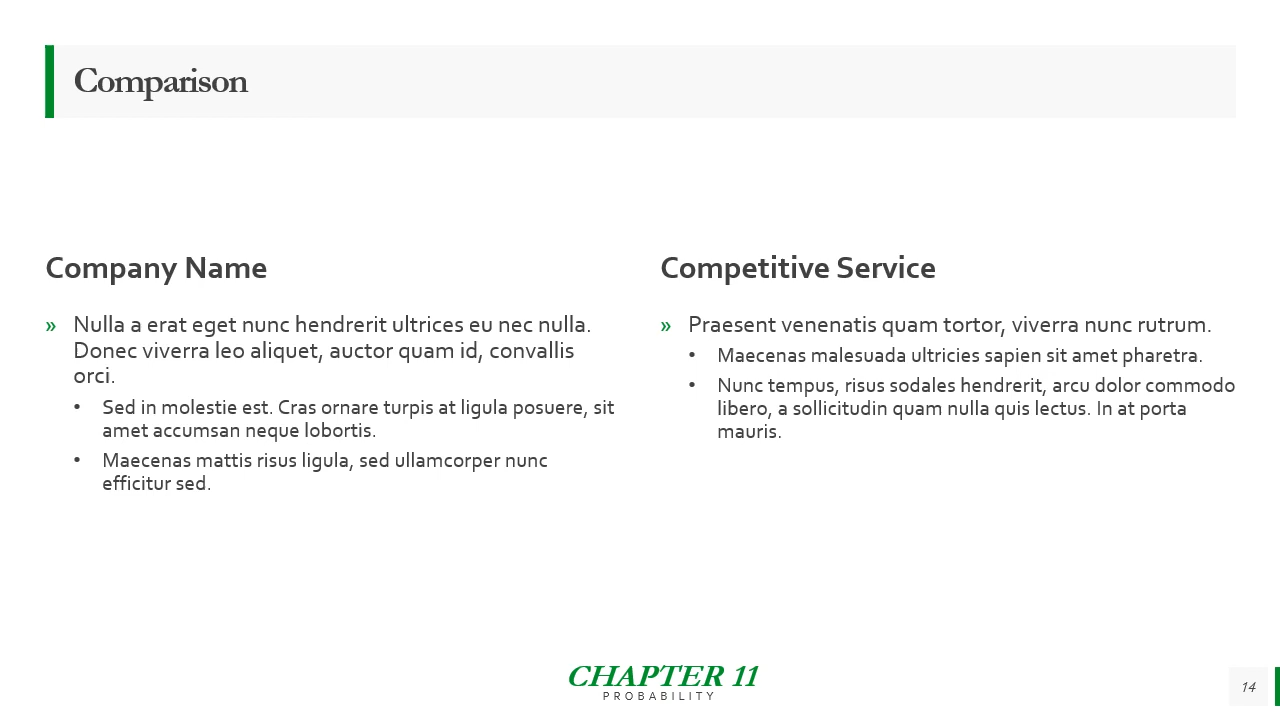 Comparison
Company Name
» Nulla a erat eget nunc hendrerit ultrices eu nec nulla.
Donec viverra leo aliquet, auctor quam id, convallis
orci.
• Sed in molestie est. Cras ornare turpis at ligula posuere, sit
amet accumsan neque lobortis.
• Maecenas mattis risus ligula, sed ullamcorper nunc
efficitur sed.
Competitive Service
» Praesent venenatis quam tortor, viverra nunc rutrum.
• Maecenas malesuada ultricies sapien sit amet pharetra.
• Nunc tempus, risus sodales hendrerit, arcu dolor commodo
libero, a sollicitudin quam nulla quis lectus. In at porta
mauris.
CHAPTER 11
PROBABILITY
14